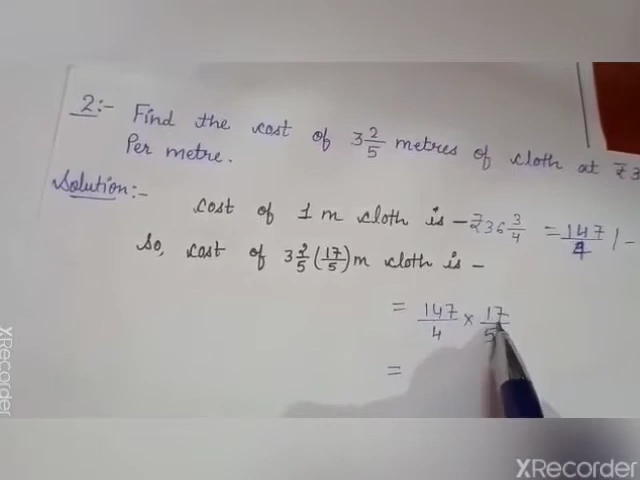 2:- Find the cost of 3 2/5 metres of cloth at ₹3
Per metre.
Solution:-
cost of 1 m cloth is - ₹36 3/4 = 147/4 /-
So, cost of 3 2/5 (17/5) m cloth is -
= 147/4 × 17/5
=
XRecorder
XRecorder